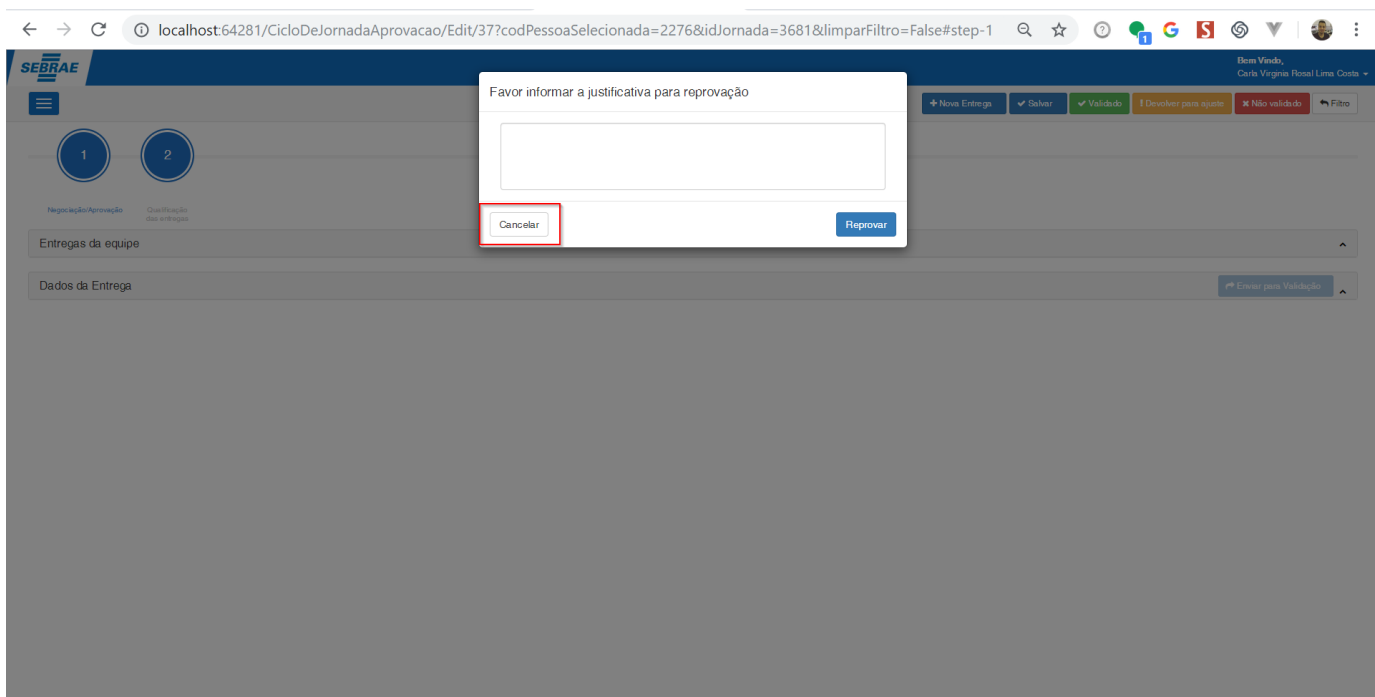 localhost:64281/CicloDeJornadaAprovacao/Edit/37?codPessoaSelecionada=2276&idJornada=3681&limparFiltro=False#step-1
1
SEBRAE
Bem Vindo,
Carla Virginia Rosal Lima Costa
Favor informar a justificativa para reprovação
Nova Entrega
Salvar
Validado
Devolver para ajuste
Não validado
Filtro
1
2
Negociação/Aprovação
Qualificação
das entregas
Cancelar
Reprovar
Entregas da equipe
Dados da Entrega
Enviar para Validação